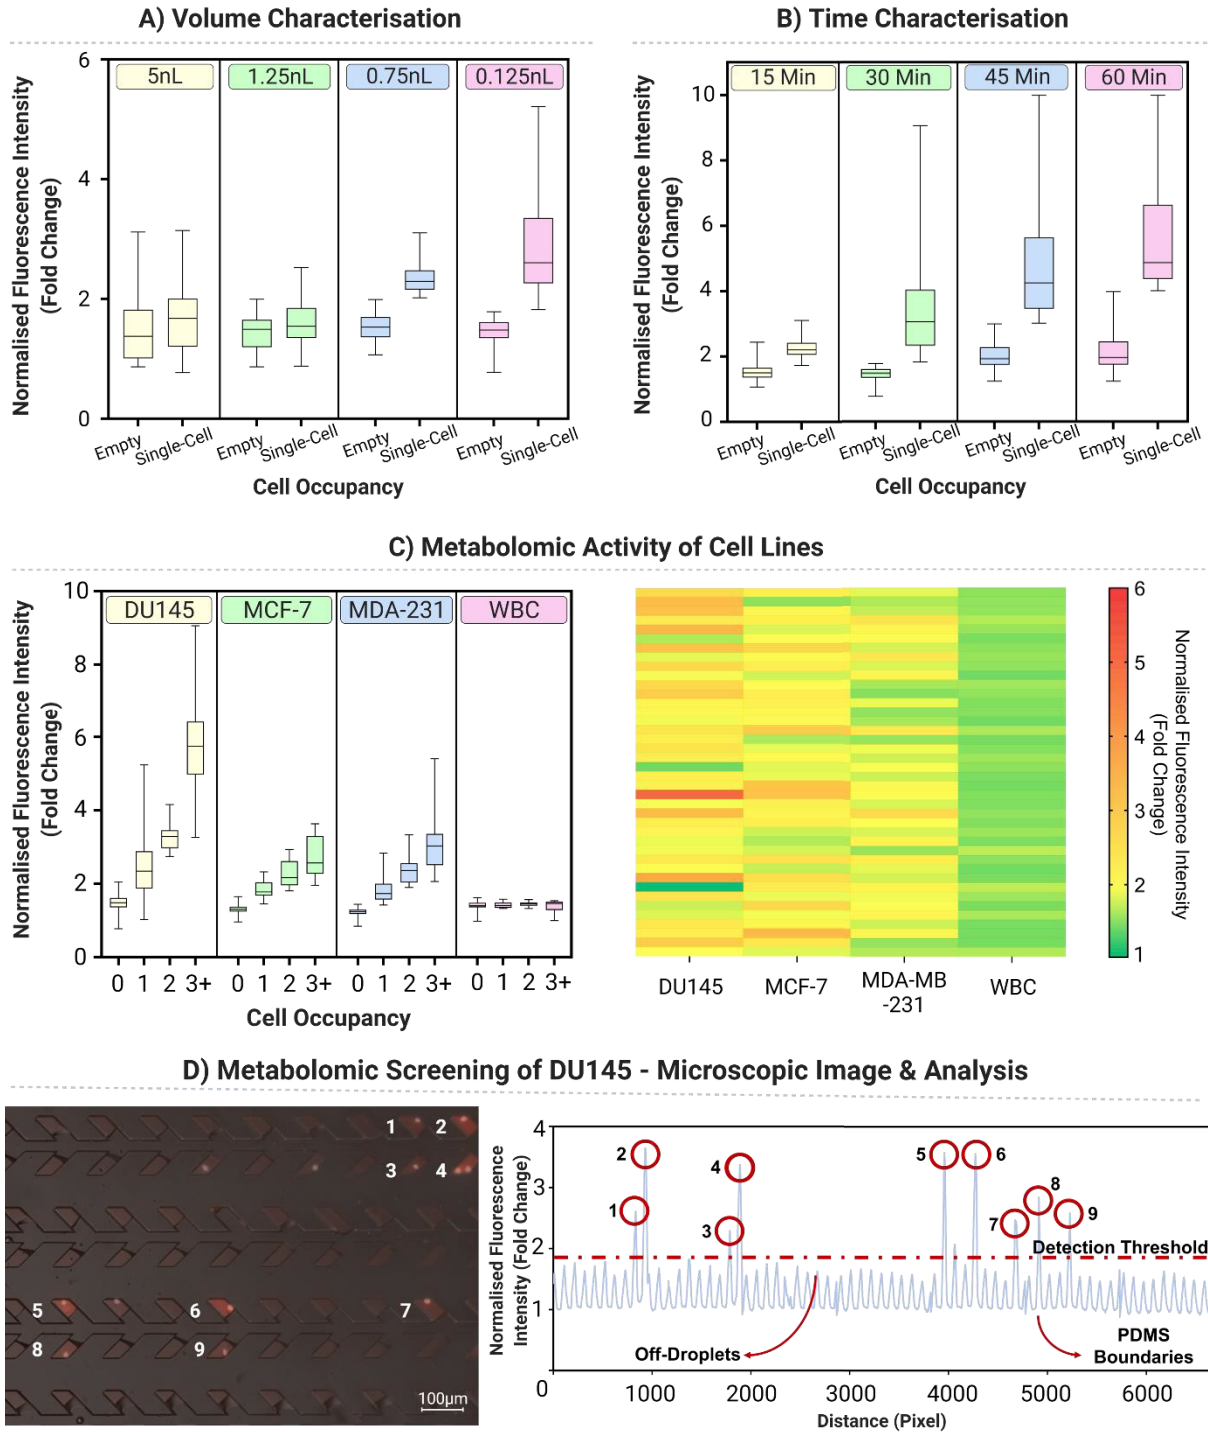 A) Volume Characterisation
Normalised Fluorescence Intensity
(Fold Change)
6
4
2
0
5nL
1.25nL
0.75nL
0.125nL
Empty
Single-Cell
Empty
Single-Cell
Empty
Single-Cell
Empty
Single-Cell
Cell Occupancy
B) Time Characterisation
Normalised Fluorescence Intensity
(Fold Change)
10
8
6
4
2
0
15 Min
30 Min
45 Min
60 Min
Empty
Single-Cell
Empty
Single-Cell
Empty
Single-Cell
Empty
Single-Cell
Cell Occupancy
C) Metabolomic Activity of Cell Lines
Normalised Fluorescence Intensity
(Fold Change)
10
8
6
4
2
0
DU145
MCF-7
MDA-231
WBC
0 1 2 3+
0 1 2 3+
0 1 2 3+
0 1 2 3+
Cell Occupancy
DU145
MCF-7
MDA-MB
-231
WBC
6
5
4
3
2
1
Normalised Fluorescence Intensity
(Fold Change)
D) Metabolomic Screening of DU145 - Microscopic Image & Analysis
1 2
3 4
5 6 7
8 9
100µm
Normalised Fluorescence
Intensity (Fold Change)
4
3
2
1
0
1
2
3
4
5
6
7
8
9
Detection Threshold
Off-Droplets
PDMS
Boundaries
1000 2000 3000 4000 5000 6000
Distance (Pixel)